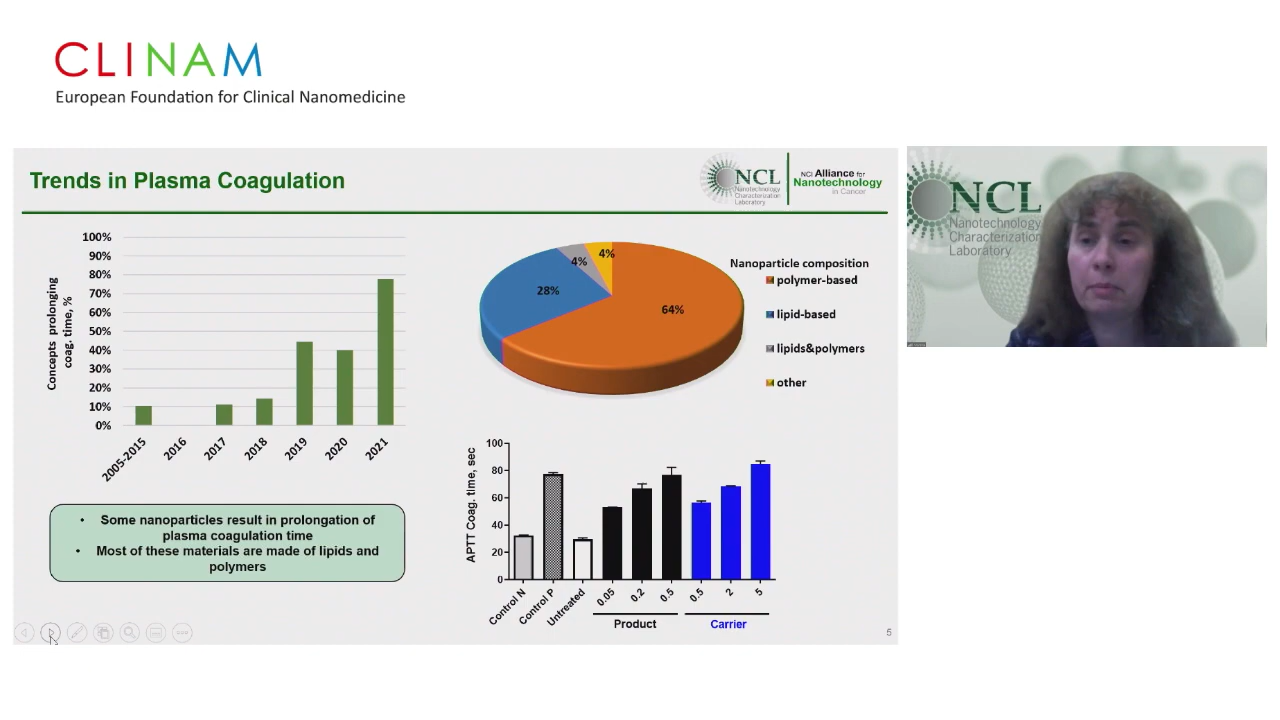 CLINAM
European Foundation for Clinical Nanomedicine
Trends in Plasma Coagulation
NCL
Nanotechnology
Characterization
Laboratory
NCI Alliance for
Nanotechnology
in Cancer
Concepts prolonging
coag. time, %
100%
90%
80%
70%
60%
50%
40%
30%
20%
10%
0%
2005-2015
2016
2017
2018
2019
2020
2021
4%
4%
28%
64%
Nanoparticle composition
polymer-based
lipid-based
lipids&polymers
other
• Some nanoparticles result in prolongation of
plasma coagulation time
• Most of these materials are made of lipids and
polymers
APTT Coag. time, sec
100
80
60
40
20
0
Control N
Control P
Untreated
0.05
0.2
0.5
0.5
2
5
Product
Carrier
5
NCL
Nanotechnology
Characterization
Laboratory